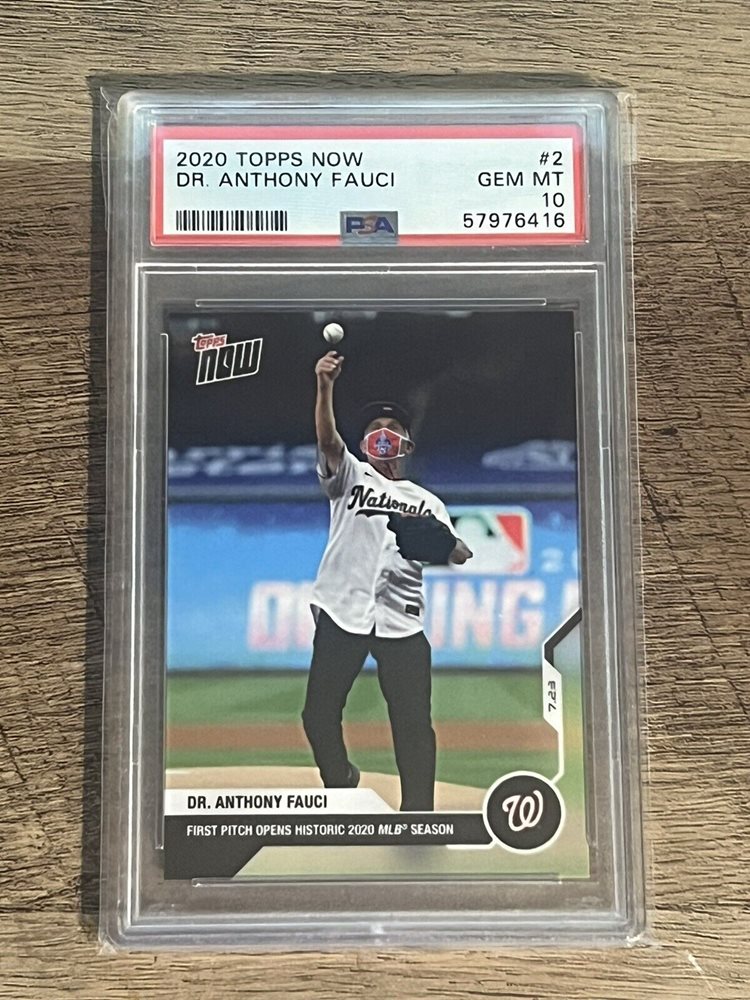 2020 TOPPS NOW #2
DR. ANTHONY FAUCI GEM MT
10
PSA 57976416
topps
NOW
Nationals
20
7.23
DR. ANTHONY FAUCI
W
FIRST PITCH OPENS HISTORIC 2020 MLB® SEASON